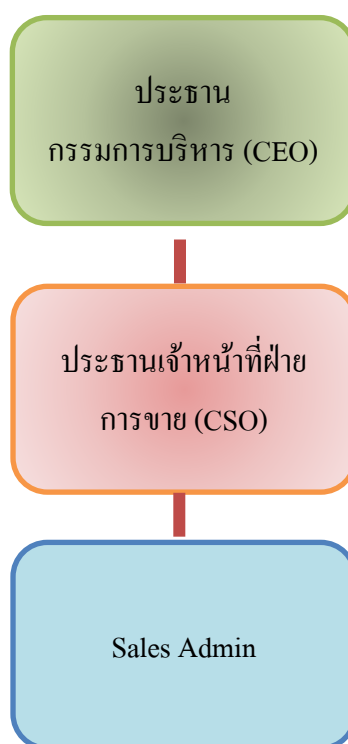 ประธาน
กรรมการบริหาร (CEO)
ประธานเจ้าหน้าที่ฝ่าย
การขาย (CSO)
Sales Admin